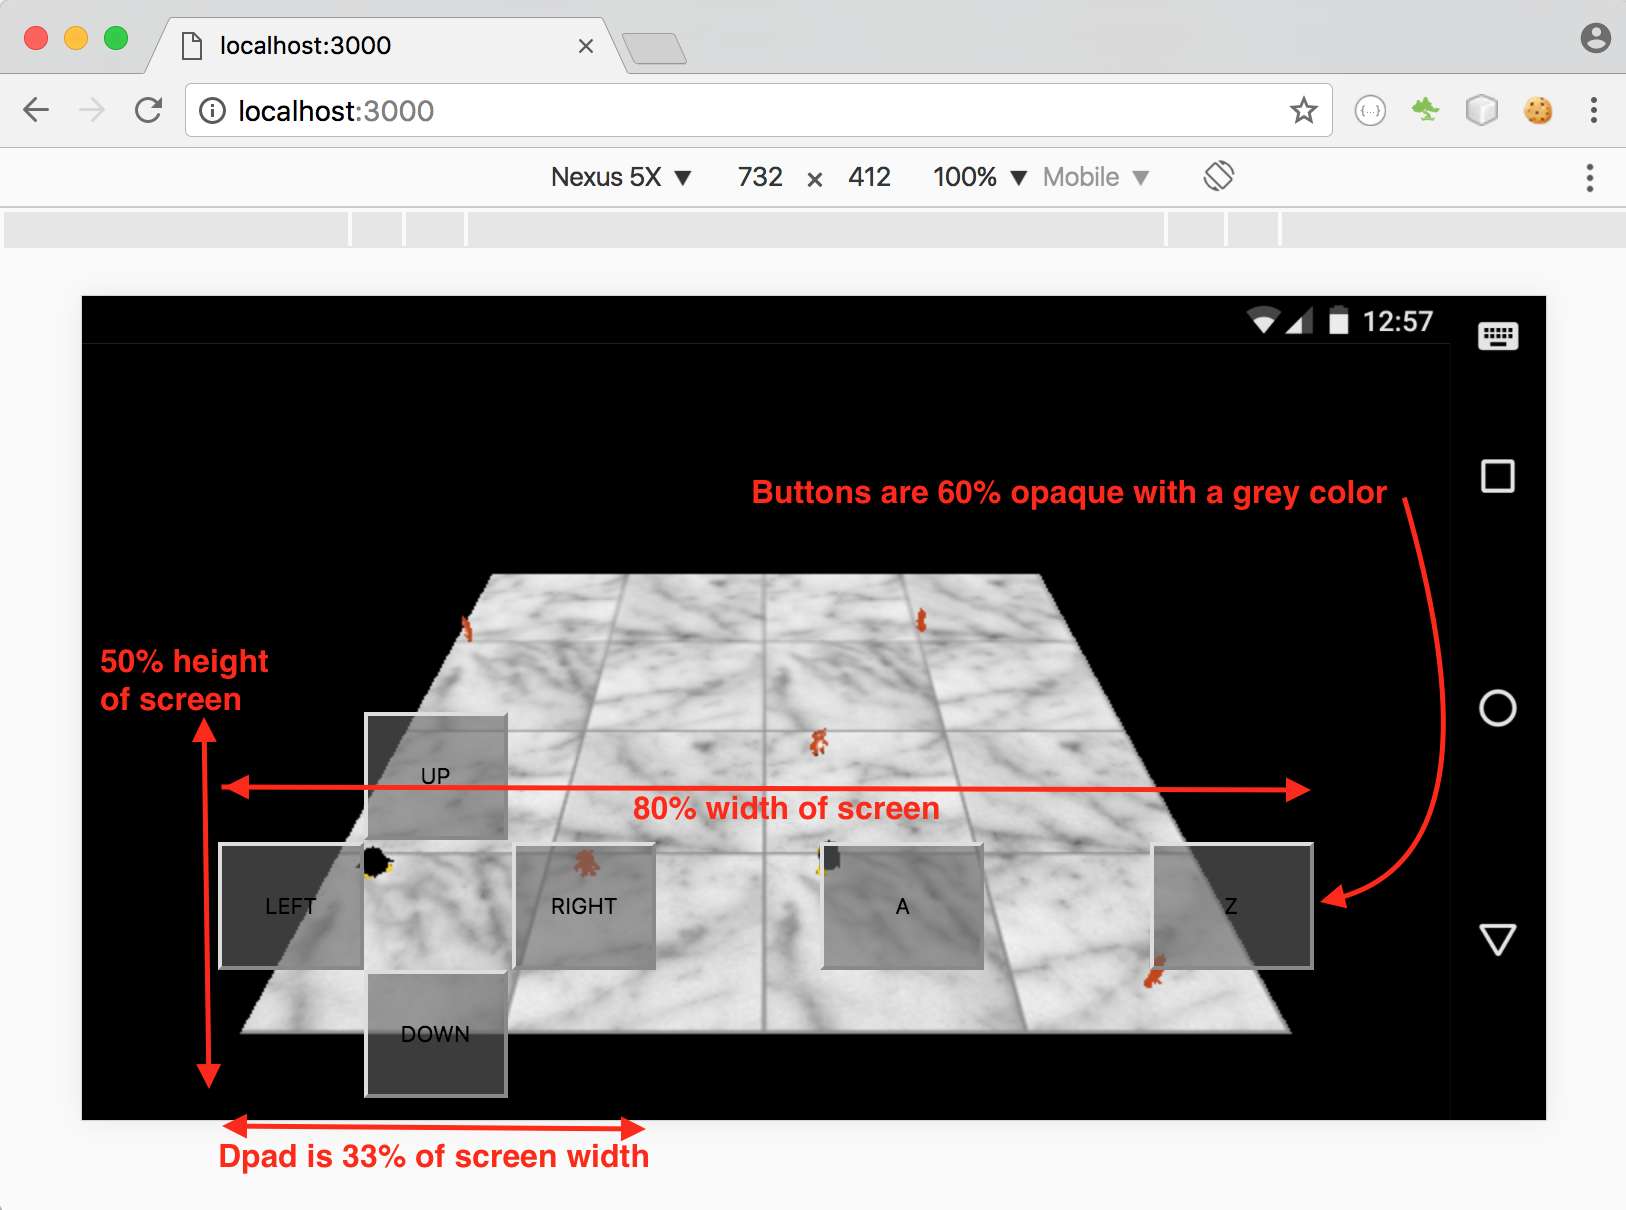 localhost:3000
localhost:3000
Nexus 5X ▼ 732 × 412 100% ▼ Mobile ▼
12:57
Buttons are 60% opaque with a grey color
50% height
of screen
UP
80% width of screen
LEFT RIGHT A Z
DOWN
Dpad is 33% of screen width